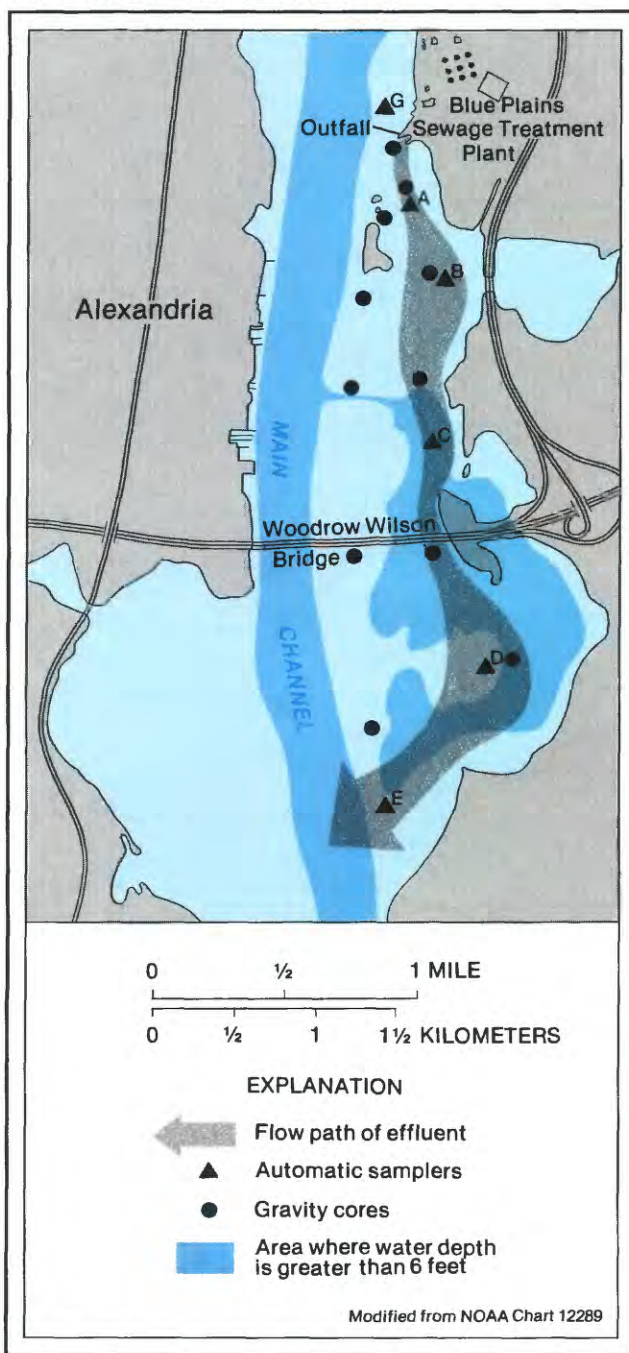 G
Outfall
Blue Plains
Sewage Treatment
Plant
A
B
Alexandria
C
MAIN
Woodrow Wilson
Bridge
CHANNEL
D
E
0 ½ 1 MILE
0 ½ 1 1½ KILOMETERS
EXPLANATION
Flow path of effluent
Automatic samplers
Gravity cores
Area where water depth
is greater than 6 feet
Modified from NOAA Chart 12289